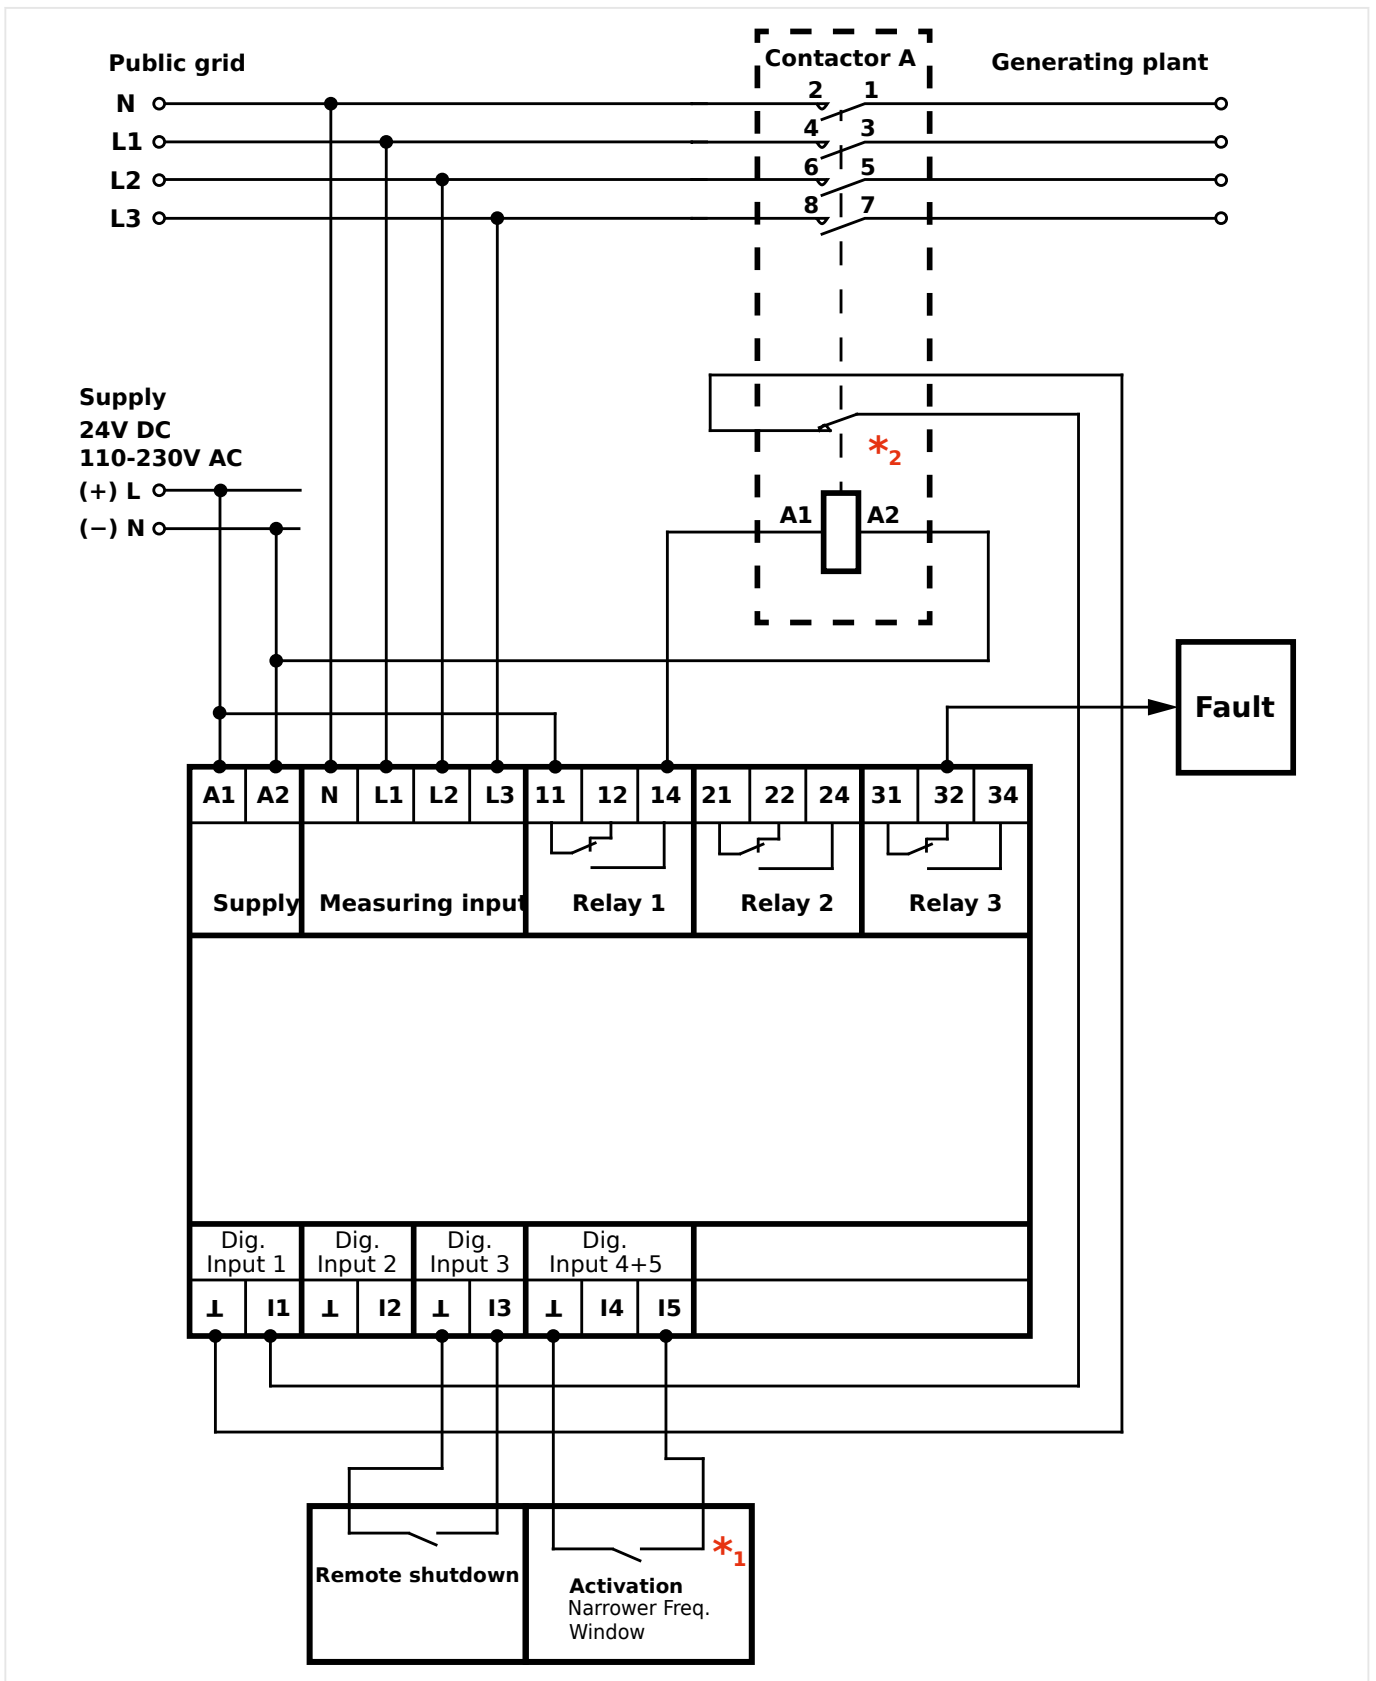 Public grid
Contactor A
Generating plant
N
2 1
L1
4 3
L2
6 5
L3
8 7
Supply
24V DC
110-230V AC
(+) L
(−) N
*2
A1 A2
Fault
A1 A2 N L1 L2 L3 11 12 14 21 22 24 31 32 34
Supply Measuring input Relay 1 Relay 2 Relay 3
Dig.
Input 1
Dig.
Input 2
Dig.
Input 3
Dig.
Input 4+5
⊥ I1 ⊥ I2 ⊥ I3 ⊥ I4 I5
Remote shutdown
*1
Activation
Narrower Freq.
Window